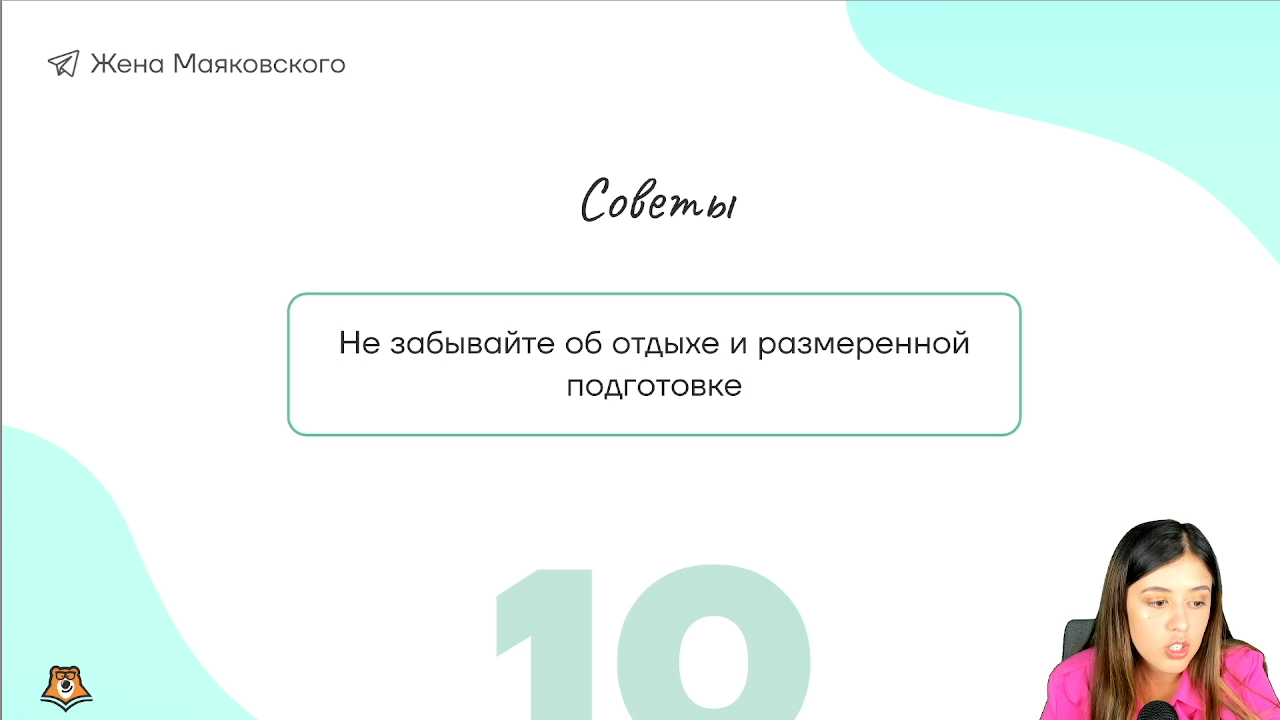 Жена Маяковского
Советы
Не забывайте об отдыхе и размеренной
подготовке
10